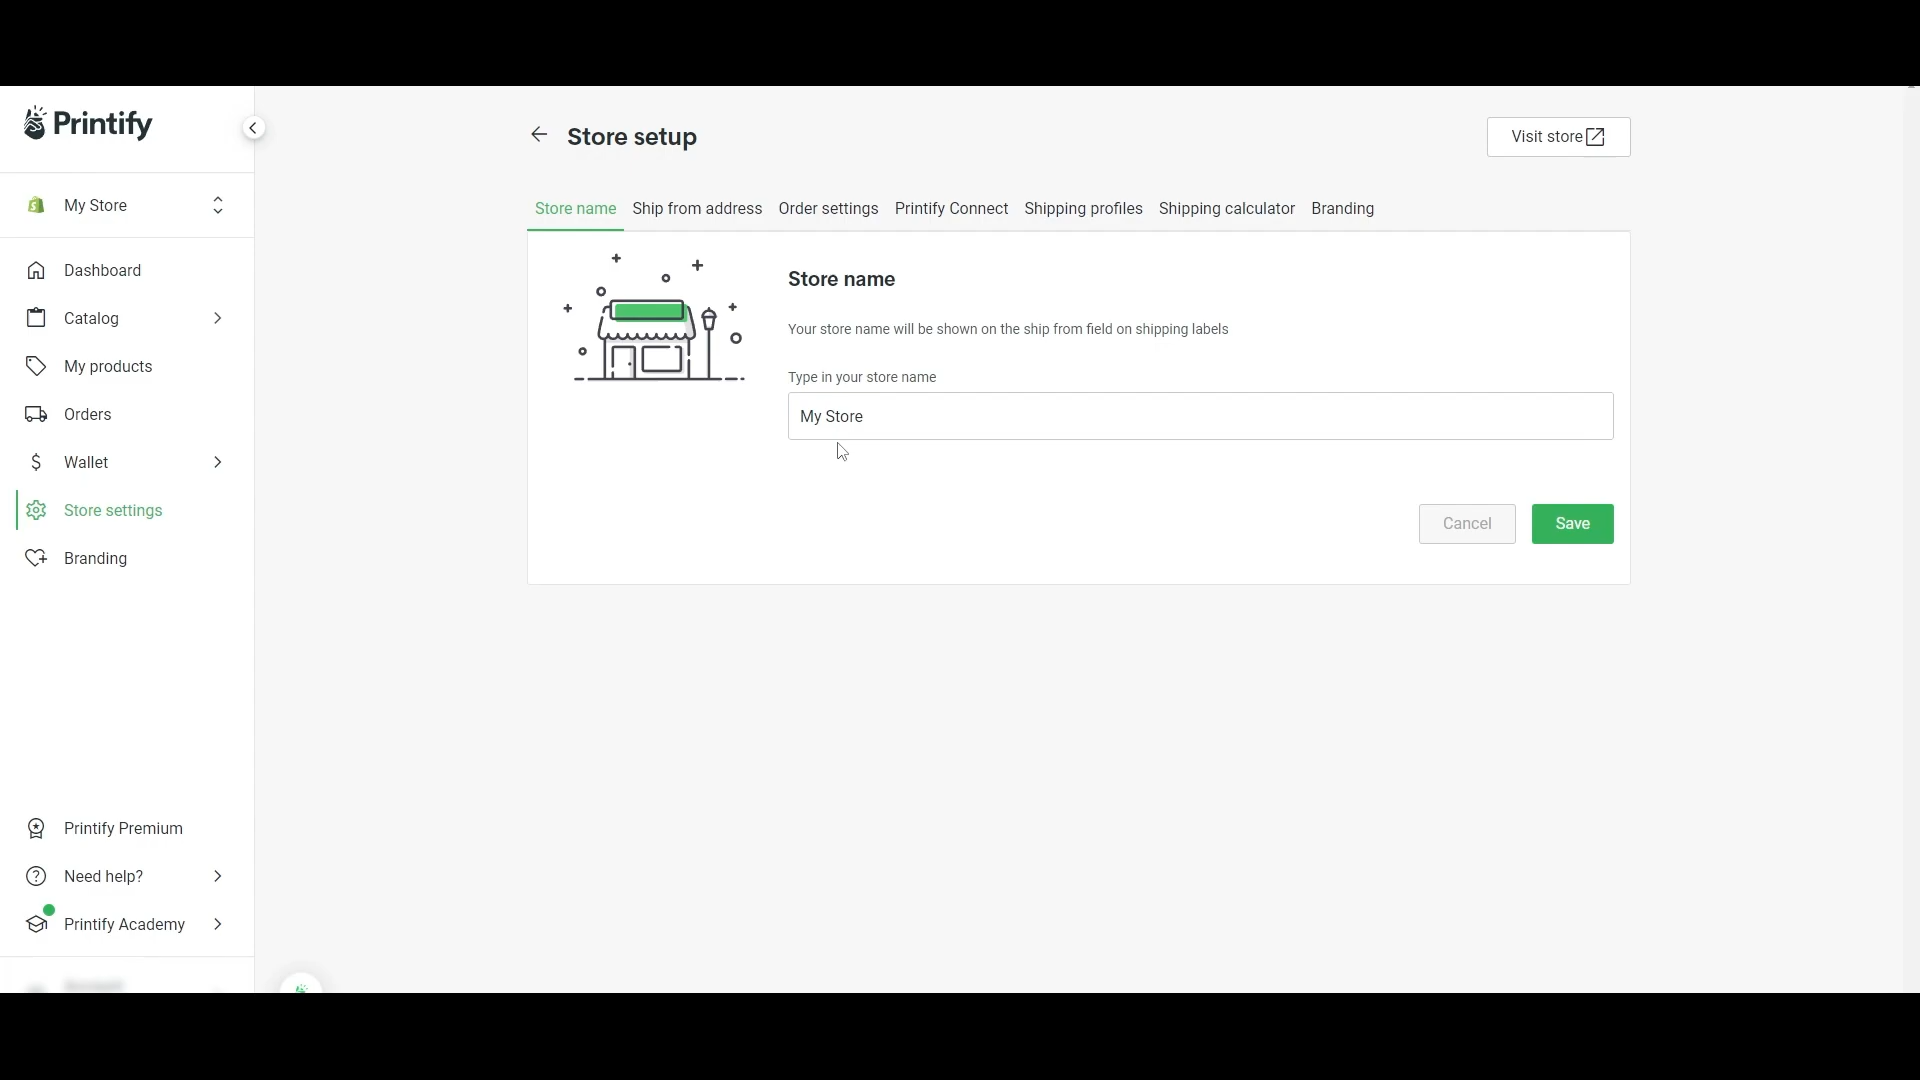 Printify
My Store
Dashboard
Catalog
My products
Orders
Wallet
Store settings
Branding
Printify Premium
Need help?
Printify Academy
Store setup
Visit store
Store name Ship from address Order settings Printify Connect Shipping profiles Shipping calculator Branding
Store name
Your store name will be shown on the ship from field on shipping labels
Type in your store name
My Store
Cancel Save